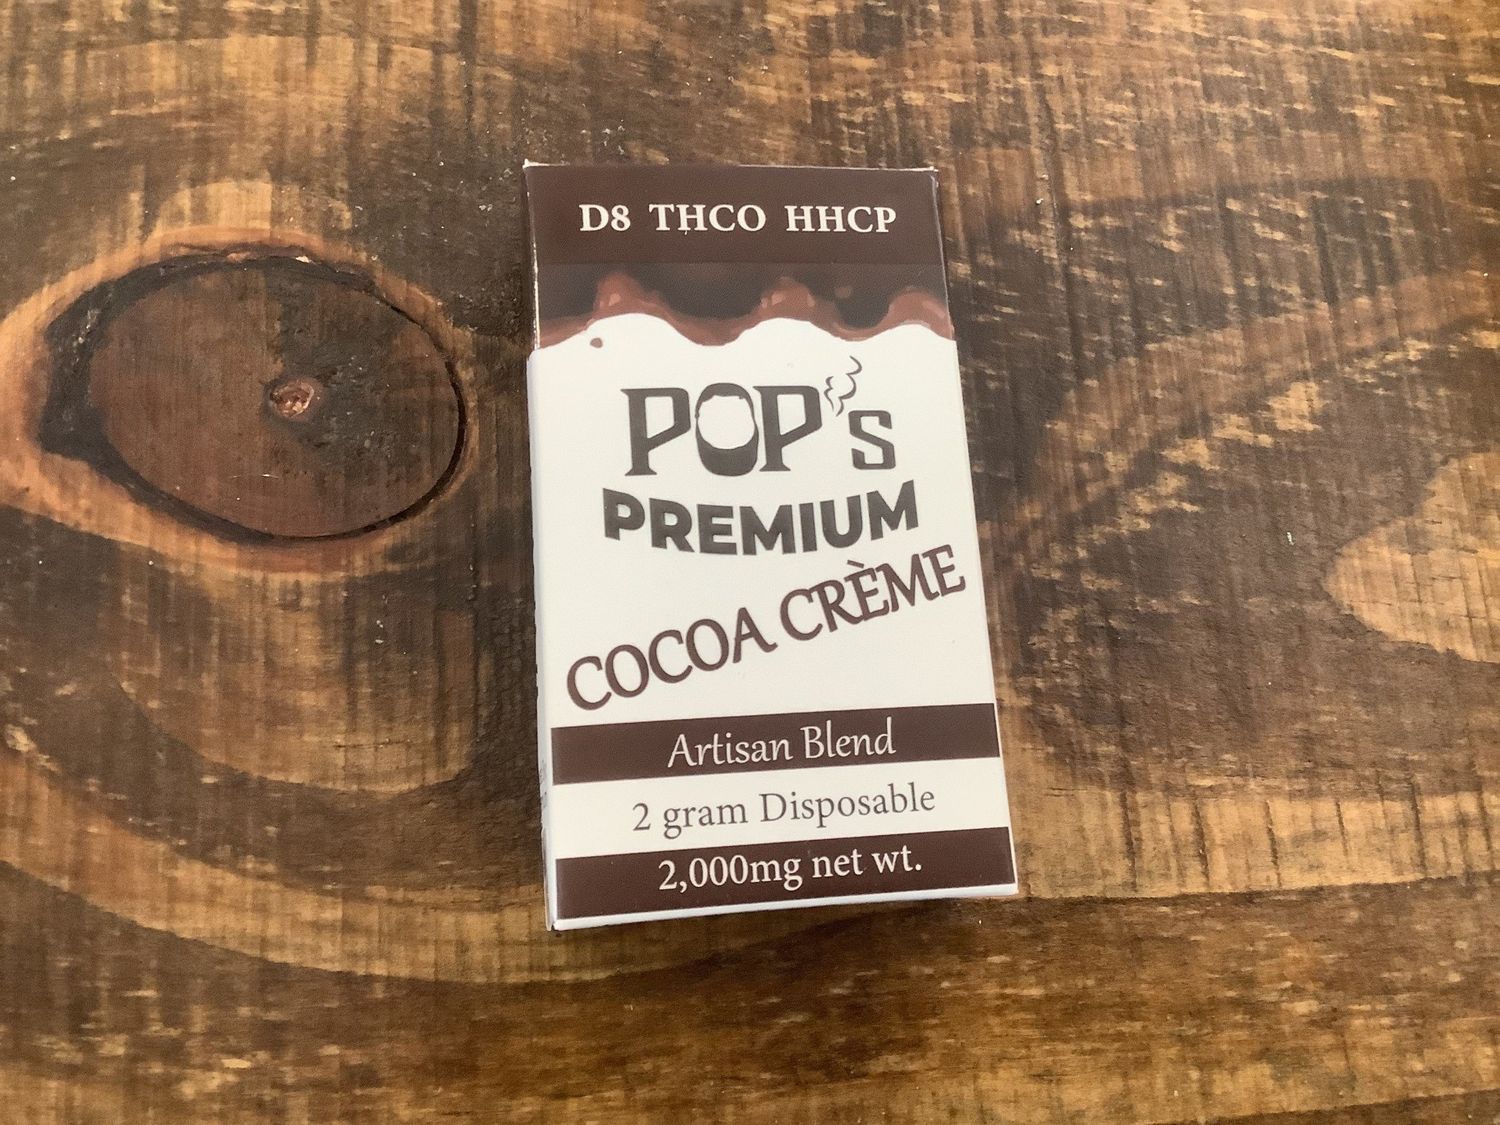 D8 THCO HHCP
POP's
PREMIUM
COCOA CRÈME
Artisan Blend
2 gram Disposable
2,000mg net wt.